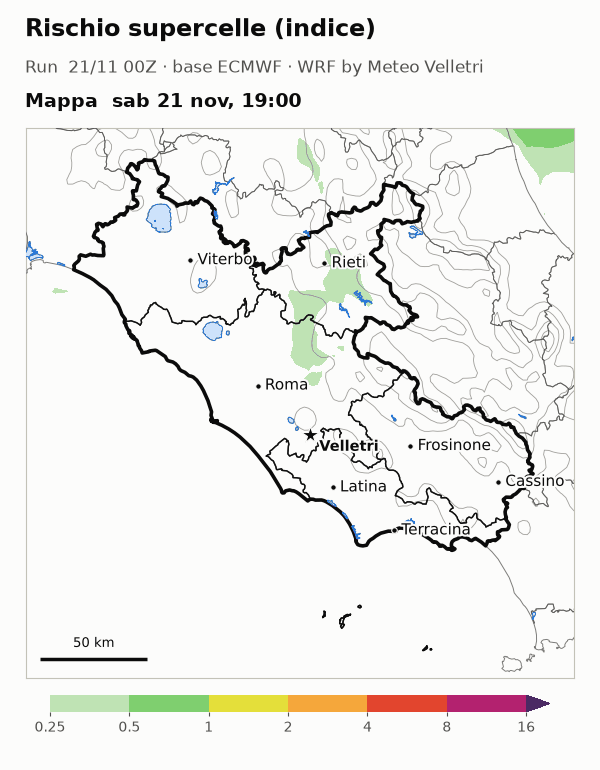 Rischio supercelle (indice)
Run  21/11 00Z · base ECMWF · WRF by Meteo Velletri
Mappa  sab 21 nov, 19:00
Viterbo
Rieti
Roma
Velletri
Frosinone
Cassino
Latina
Terracina
50 km
0.25 0.5 1 2 4 8 16